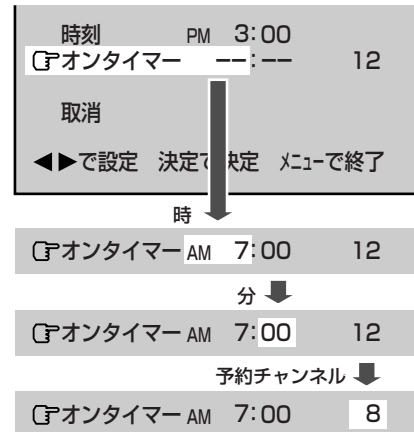 時刻 PM 3:00
オンタイマー --:-- 12
取消
◀▶で設定 決定で決定 メニューで終了
時
オンタイマー AM 7:00 12
分
オンタイマー AM 7:00 12
予約チャンネル
オンタイマー AM 7:00 8